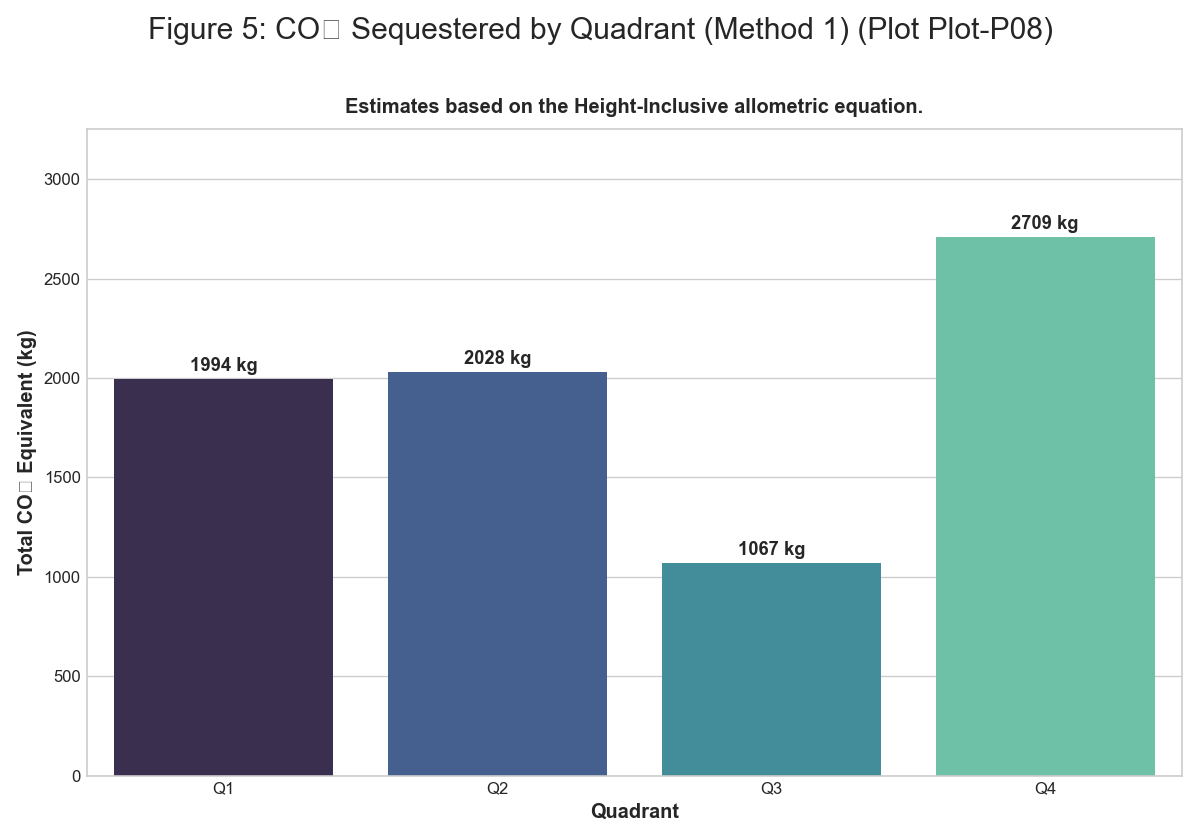 Figure 5: CO□ Sequestered by Quadrant (Method 1) (Plot Plot-P08)
Estimates based on the Height-Inclusive allometric equation.
Total CO□ Equivalent (kg)
3000
2500
2000
1500
1000
500
0
1994 kg
2028 kg
1067 kg
2709 kg
Q1
Q2
Q3
Q4
Quadrant